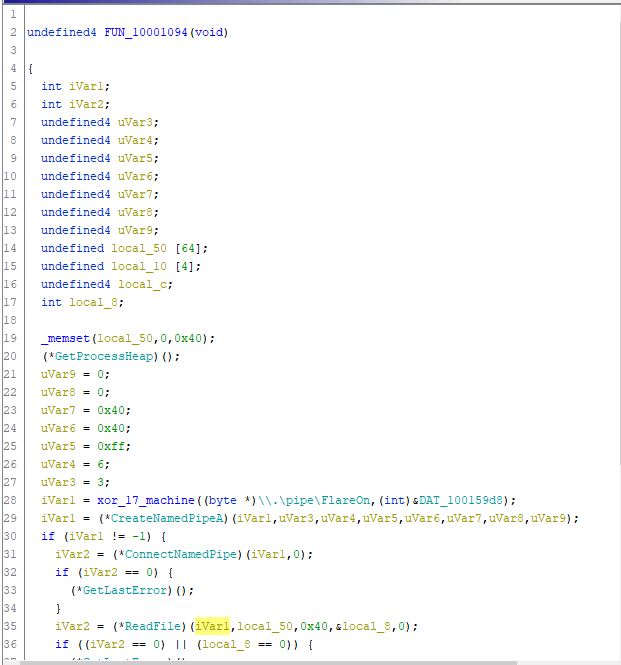 1
2 undefined4 FUN_10001094(void)
3
4 {
5 int iVar1;
6 int iVar2;
7 undefined4 uVar3;
8 undefined4 uVar4;
9 undefined4 uVar5;
10 undefined4 uVar6;
11 undefined4 uVar7;
12 undefined4 uVar8;
13 undefined4 uVar9;
14 undefined local_50 [64];
15 undefined local_10 [4];
16 undefined4 local_c;
17 int local_8;
18
19 _memset(local_50,0,0x40);
20 (*GetProcessHeap)();
21 uVar9 = 0;
22 uVar8 = 0;
23 uVar7 = 0x40;
24 uVar6 = 0x40;
25 uVar5 = 0xff;
26 uVar4 = 6;
27 uVar3 = 3;
28 iVar1 = xor_17_machine((byte *)\\.\pipe\FlareOn,(int)&DAT_100159d8);
29 iVar1 = (*CreateNamedPipeA)(iVar1,uVar3,uVar4,uVar5,uVar6,uVar7,uVar8,uVar9);
30 if (iVar1 != -1) {
31 iVar2 = (*ConnectNamedPipe)(iVar1,0);
32 if (iVar2 == 0) {
33 (*GetLastError)();
34 }
35 iVar2 = (*ReadFile)(iVar1,local_50,0x40,&local_8,0);
36 if ((iVar2 == 0) || (local_8 == 0)) {